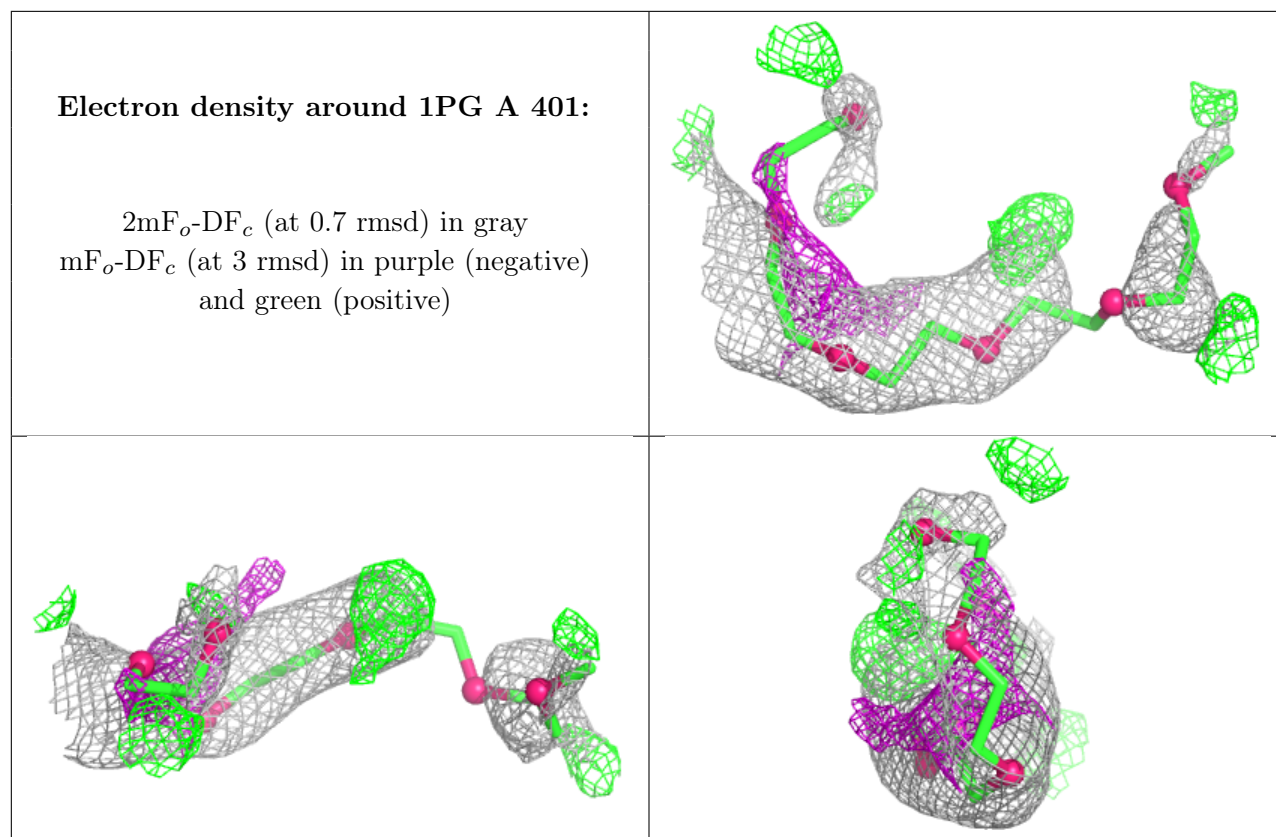 Electron density around 1PG A 401:
2mFo-DFc (at 0.7 rmsd) in gray
mFo-DFc (at 3 rmsd) in purple (negative)
and green (positive)